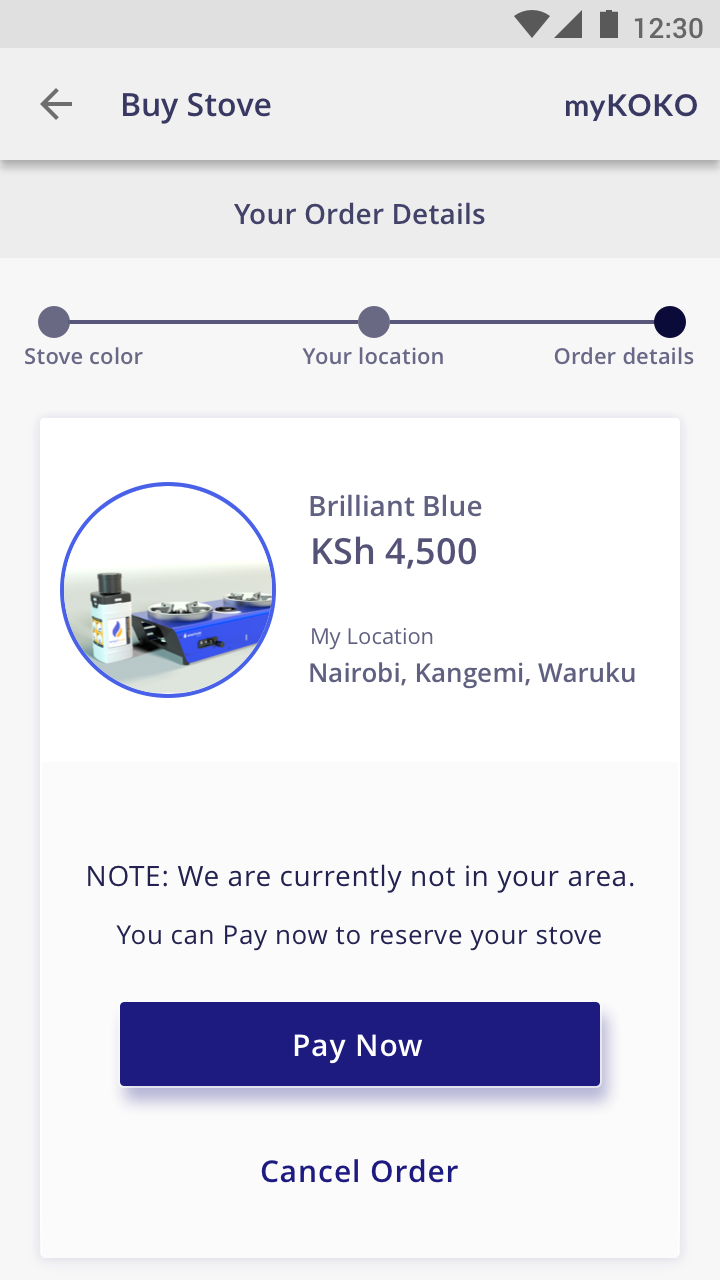 12:30
Buy Stove
myKOKO
Your Order Details
Stove color
Your location
Order details
Brilliant Blue
KSh 4,500
My Location
Nairobi, Kangemi, Waruku
NOTE: We are currently not in your area.
You can Pay now to reserve your stove
Pay Now
Cancel Order